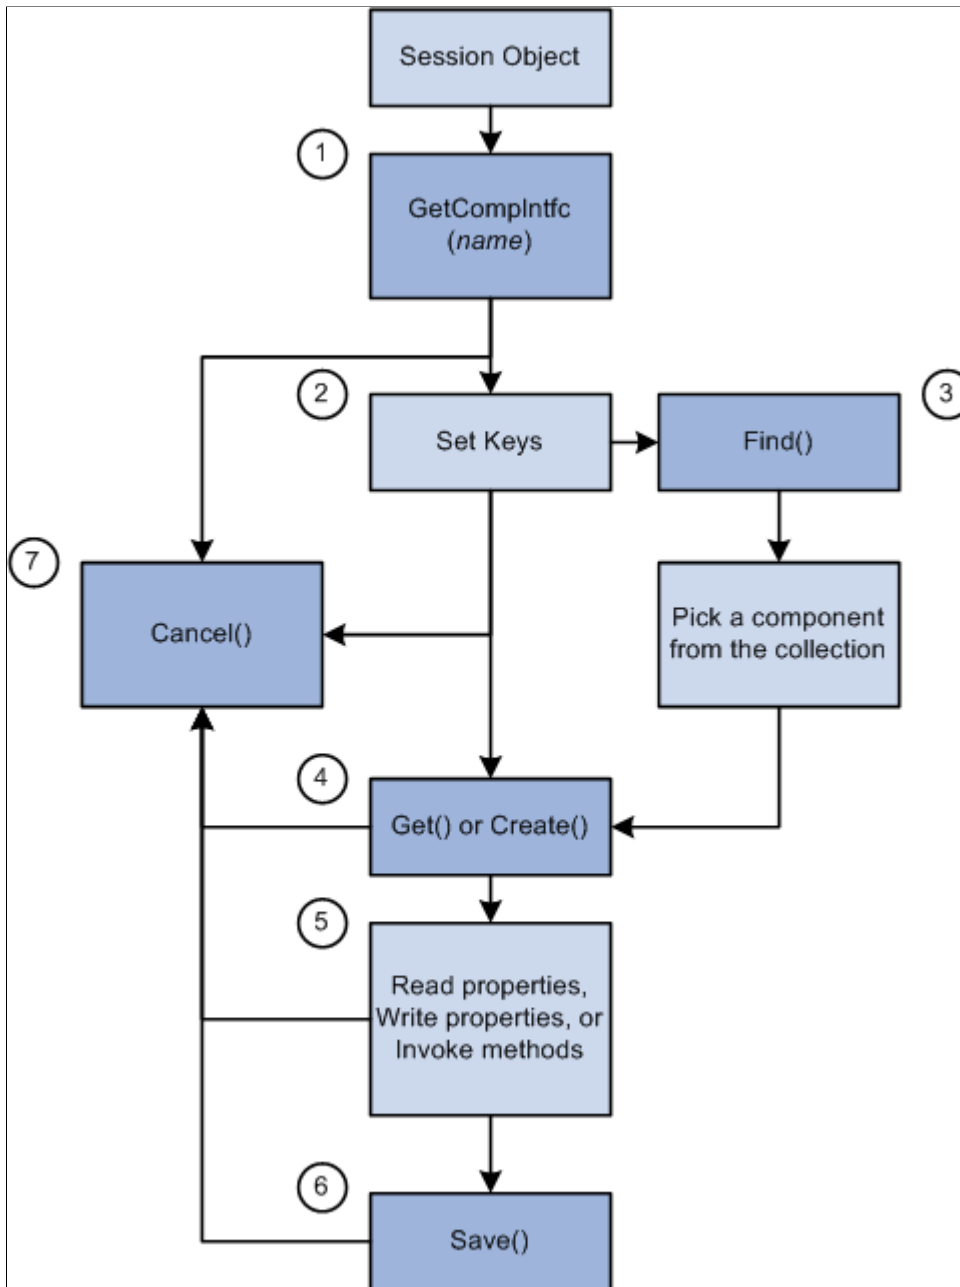 Session Object
1
GetCompIntfc
(name)
2
Set Keys
3
Find()
7
Cancel()
Pick a component
from the collection
4
Get() or Create()
5
Read properties,
Write properties, or
Invoke methods
6
Save()